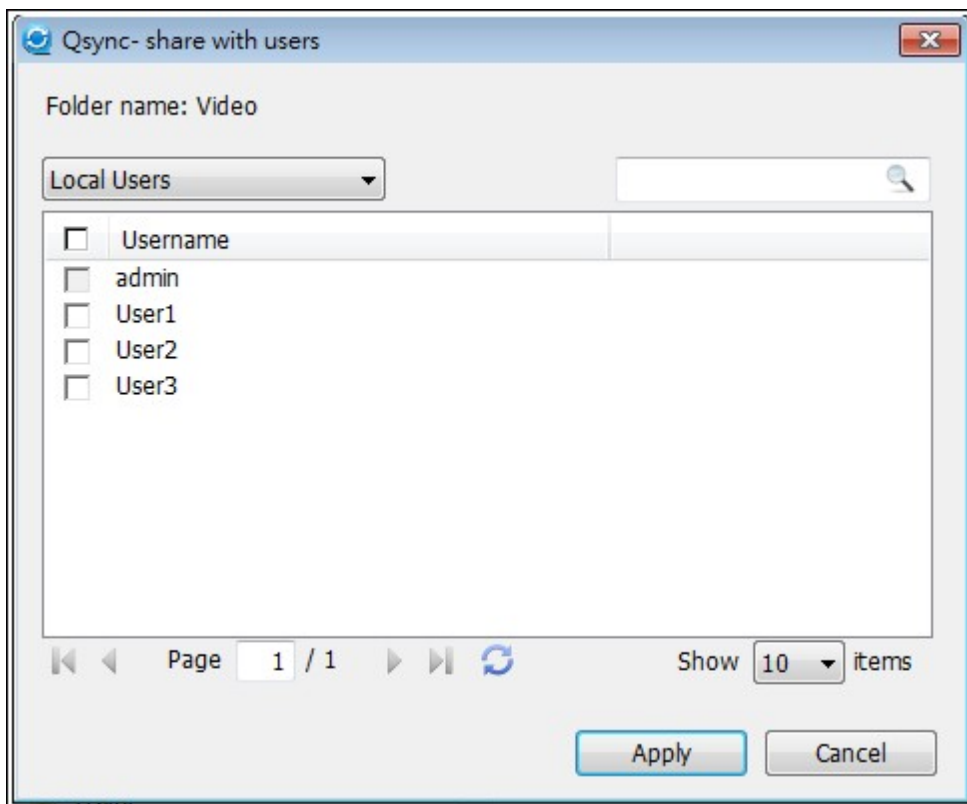 Qsync- share with users
Folder name: Video
Local Users
Username
admin
User1
User2
User3
Page 1 / 1 Show 10 items
Apply Cancel